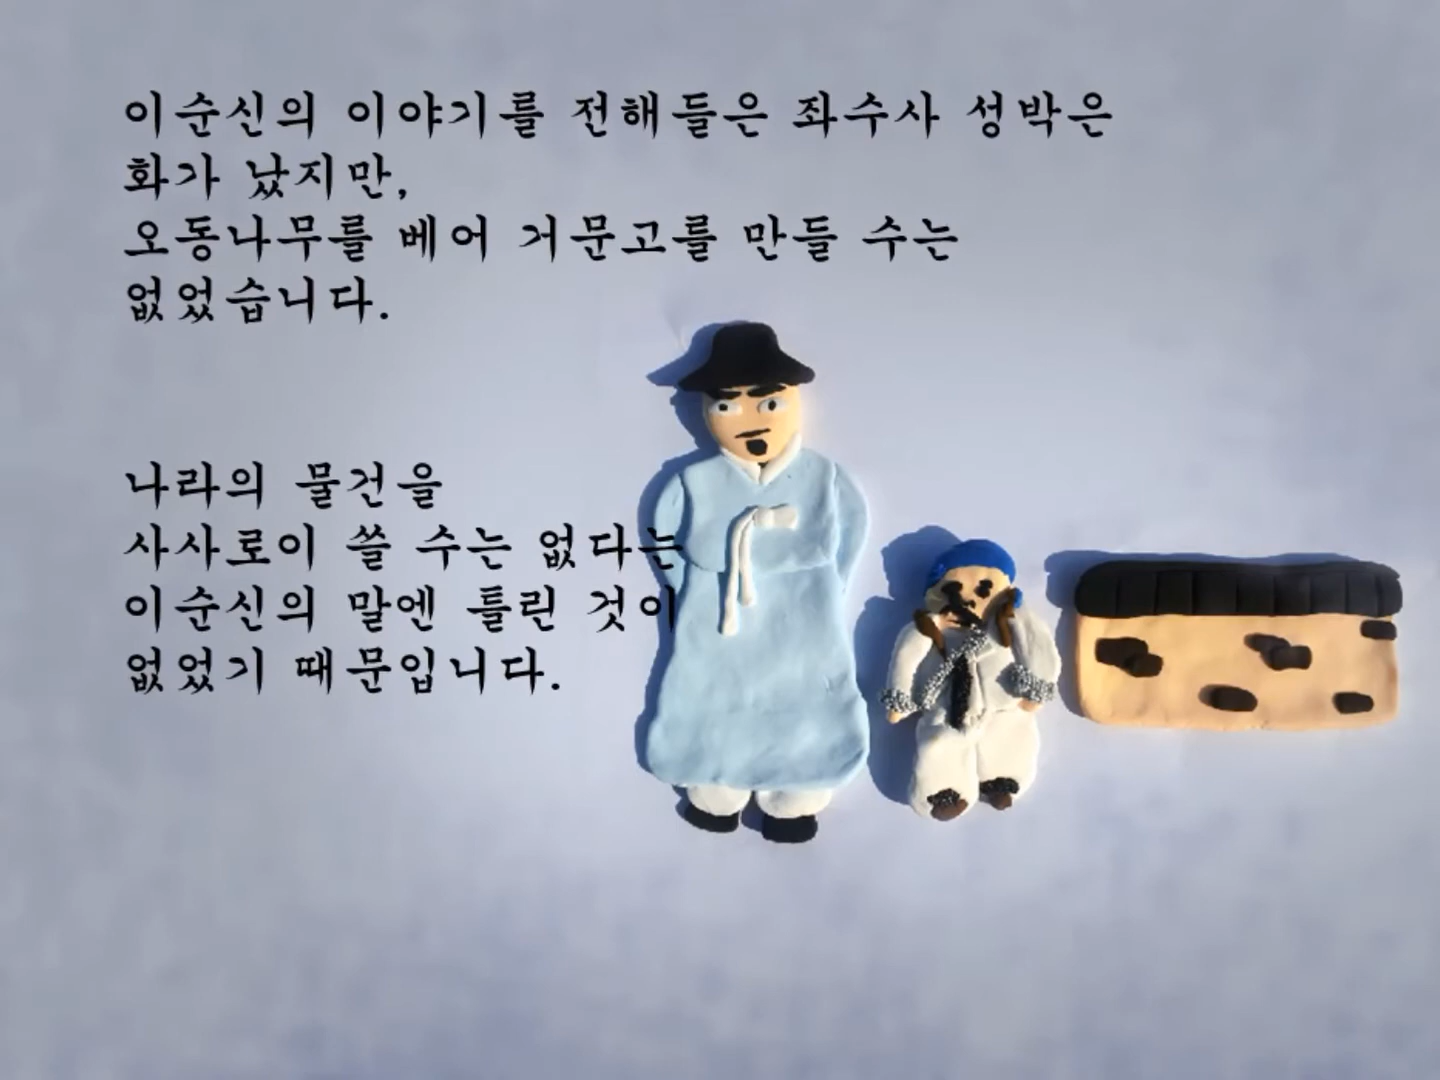 이순신의 이야기를 전해들은 좌수사 성박은
화가 났지만,
오동나무를 베어 거문고를 만들 수는
없었습니다.
나라의 물건을
사사로이 쓸 수는 없다는
이순신의 말엔 틀린 것이
없었기 때문입니다.